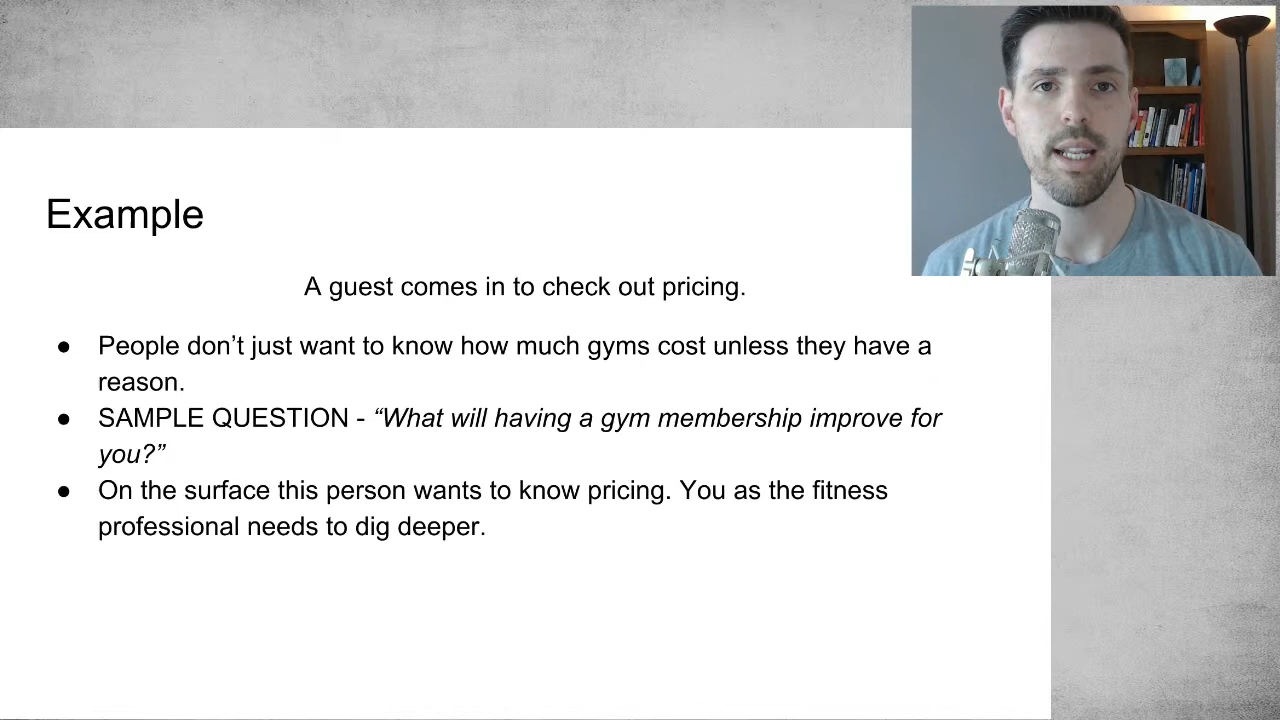 Example
A guest comes in to check out pricing.
● People don’t just want to know how much gyms cost unless they have a
reason.
● SAMPLE QUESTION - “What will having a gym membership improve for
you?”
● On the surface this person wants to know pricing. You as the fitness
professional needs to dig deeper.